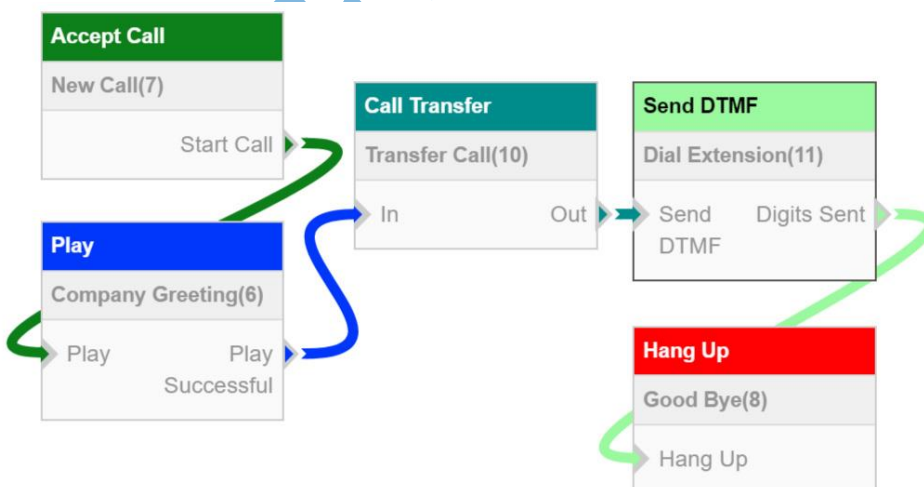 Accept Call
New Call(7)
Start Call
Play
Company Greeting(6)
Play
Play
Successful
Call Transfer
Transfer Call(10)
In
Out
Send DTMF
Dial Extension(11)
Send
DTMF
Digits Sent
Hang Up
Good Bye(8)
Hang Up